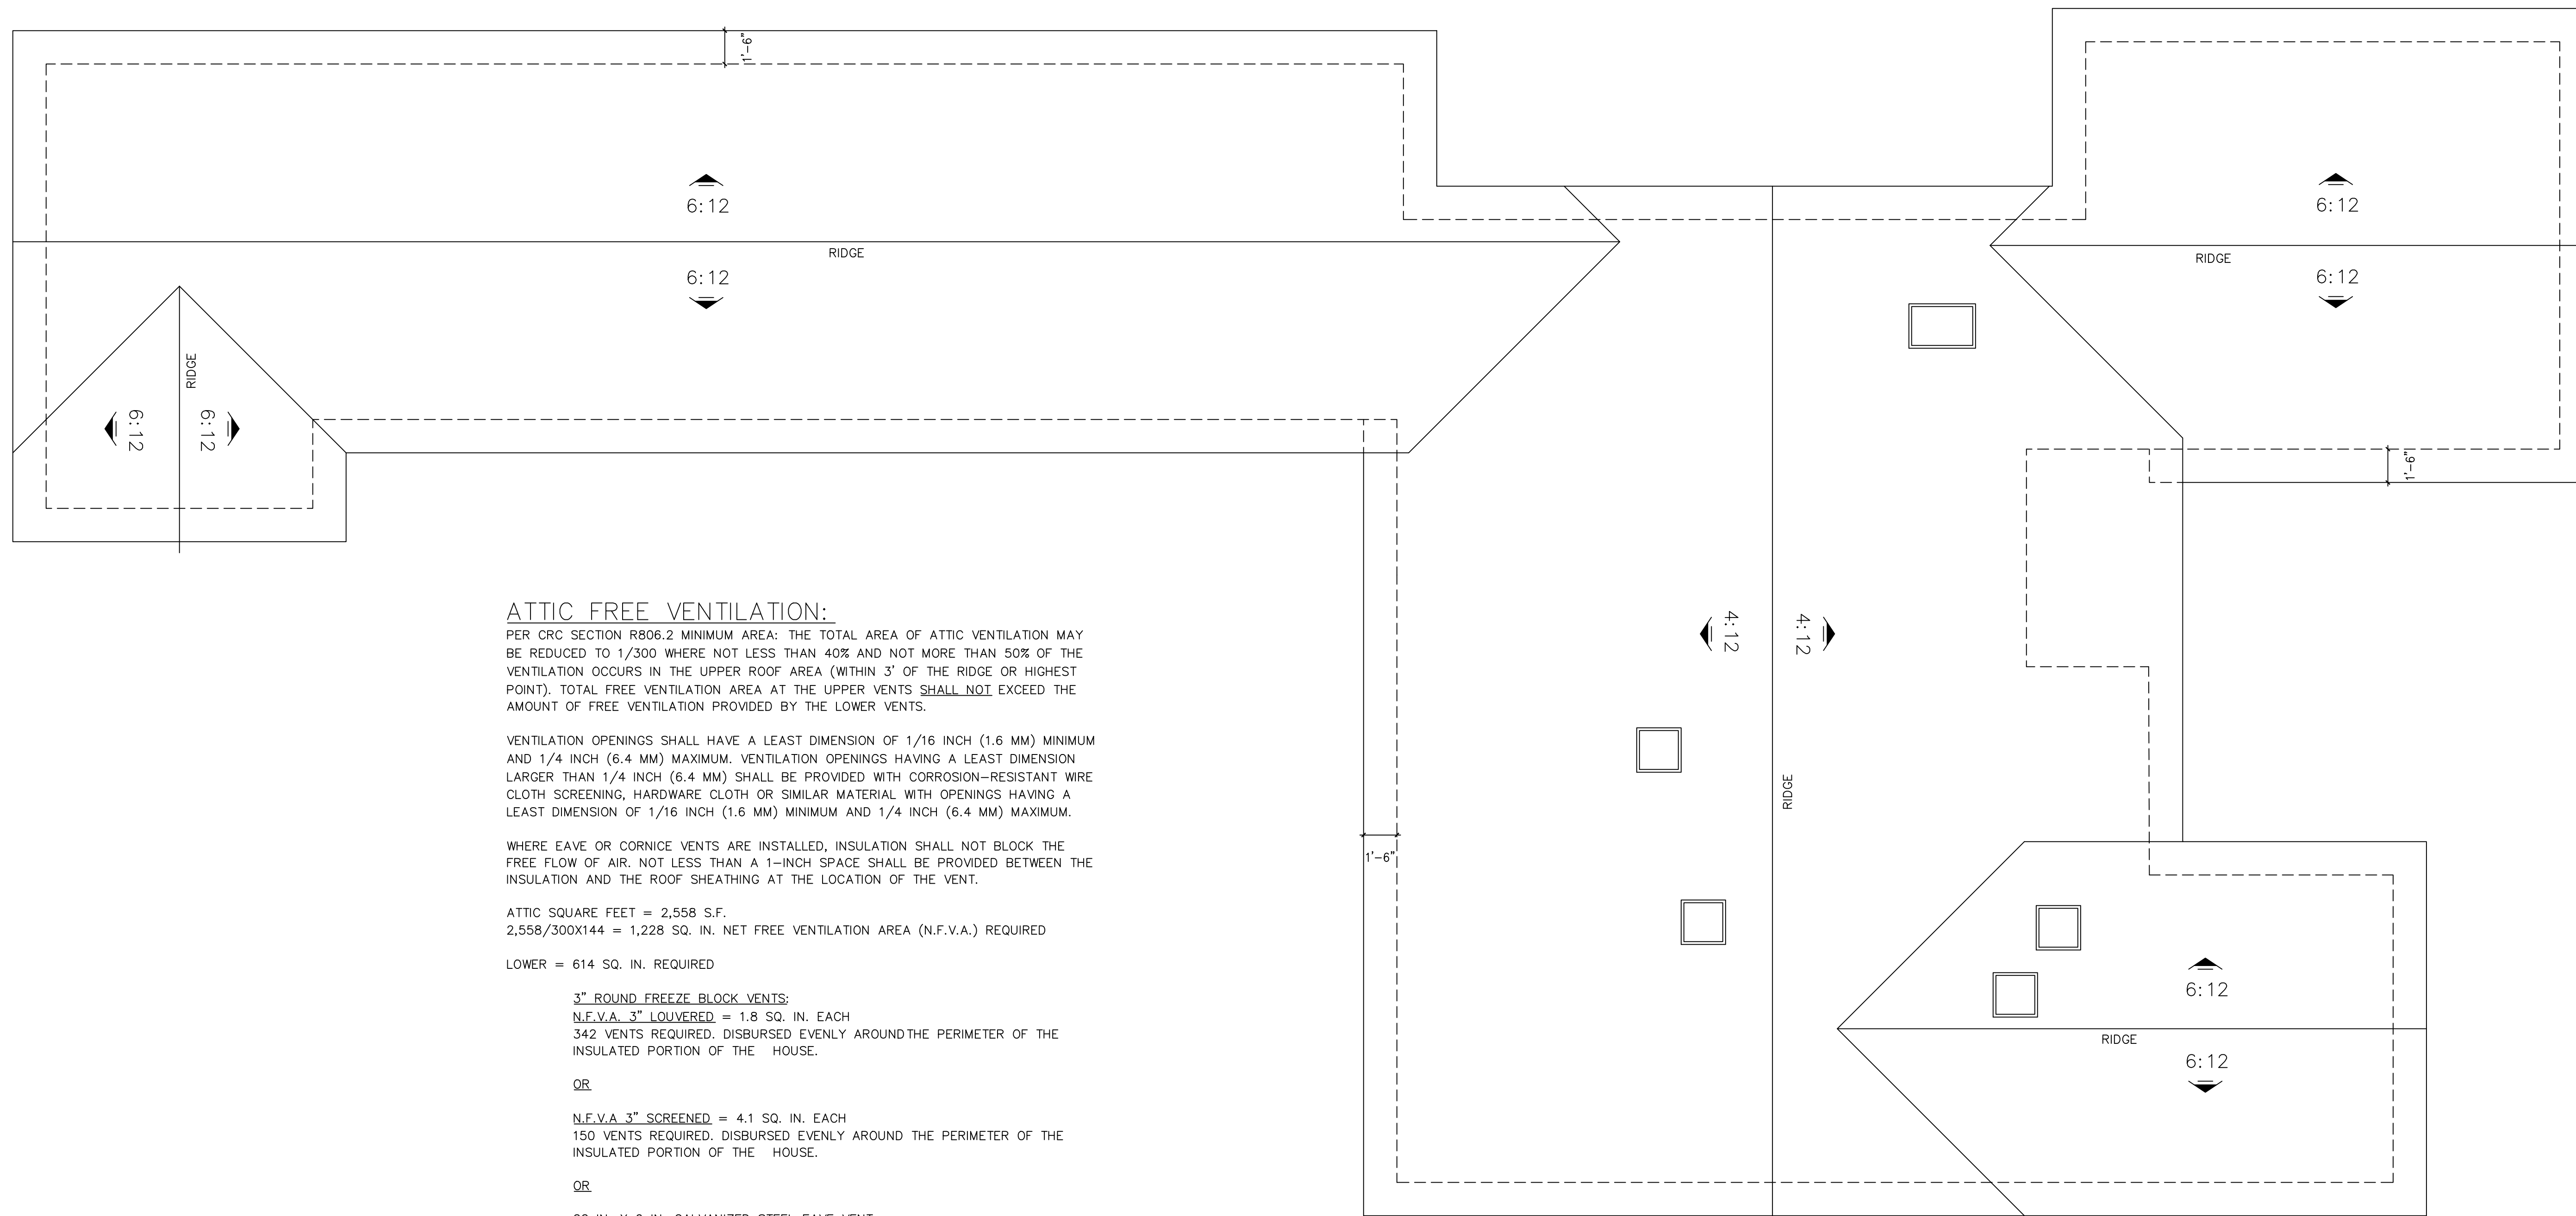 1'-6"
6:12
RIDGE
6:12
6:12
RIDGE
6:12
RIDGE
6:12
6:12
1'-6"
4:12
4:12
RIDGE
1'-6"
6:12
RIDGE
6:12
ATTIC FREE VENTILATION:
PER CRC SECTION R806.2 MINIMUM AREA: THE TOTAL AREA OF ATTIC VENTILATION MAY
BE REDUCED TO 1/300 WHERE NOT LESS THAN 40% AND NOT MORE THAN 50% OF THE
VENTILATION OCCURS IN THE UPPER ROOF AREA (WITHIN 3' OF THE RIDGE OR HIGHEST
POINT). TOTAL FREE VENTILATION AREA AT THE UPPER VENTS SHALL NOT EXCEED THE
AMOUNT OF FREE VENTILATION PROVIDED BY THE LOWER VENTS.
VENTILATION OPENINGS SHALL HAVE A LEAST DIMENSION OF 1/16 INCH (1.6 MM) MINIMUM
AND 1/4 INCH (6.4 MM) MAXIMUM. VENTILATION OPENINGS HAVING A LEAST DIMENSION
LARGER THAN 1/4 INCH (6.4 MM) SHALL BE PROVIDED WITH CORROSION-RESISTANT WIRE
CLOTH SCREENING, HARDWARE CLOTH OR SIMILAR MATERIAL WITH OPENINGS HAVING A
LEAST DIMENSION OF 1/16 INCH (1.6 MM) MINIMUM AND 1/4 INCH (6.4 MM) MAXIMUM.
WHERE EAVE OR CORNICE VENTS ARE INSTALLED, INSULATION SHALL NOT BLOCK THE
FREE FLOW OF AIR. NOT LESS THAN A 1-INCH SPACE SHALL BE PROVIDED BETWEEN THE
INSULATION AND THE ROOF SHEATHING AT THE LOCATION OF THE VENT.
ATTIC SQUARE FEET = 2,558 S.F.
2,558/300X144 = 1,228 SQ. IN. NET FREE VENTILATION AREA (N.F.V.A.) REQUIRED
LOWER = 614 SQ. IN. REQUIRED
3" ROUND FREEZE BLOCK VENTS:
N.F.V.A. 3" LOUVERED = 1.8 SQ. IN. EACH
342 VENTS REQUIRED. DISBURSED EVENLY AROUND THE PERIMETER OF THE
INSULATED PORTION OF THE HOUSE.
OR
N.F.V.A 3" SCREENED = 4.1 SQ. IN. EACH
150 VENTS REQUIRED. DISBURSED EVENLY AROUND THE PERIMETER OF THE
INSULATED PORTION OF THE HOUSE.
OR